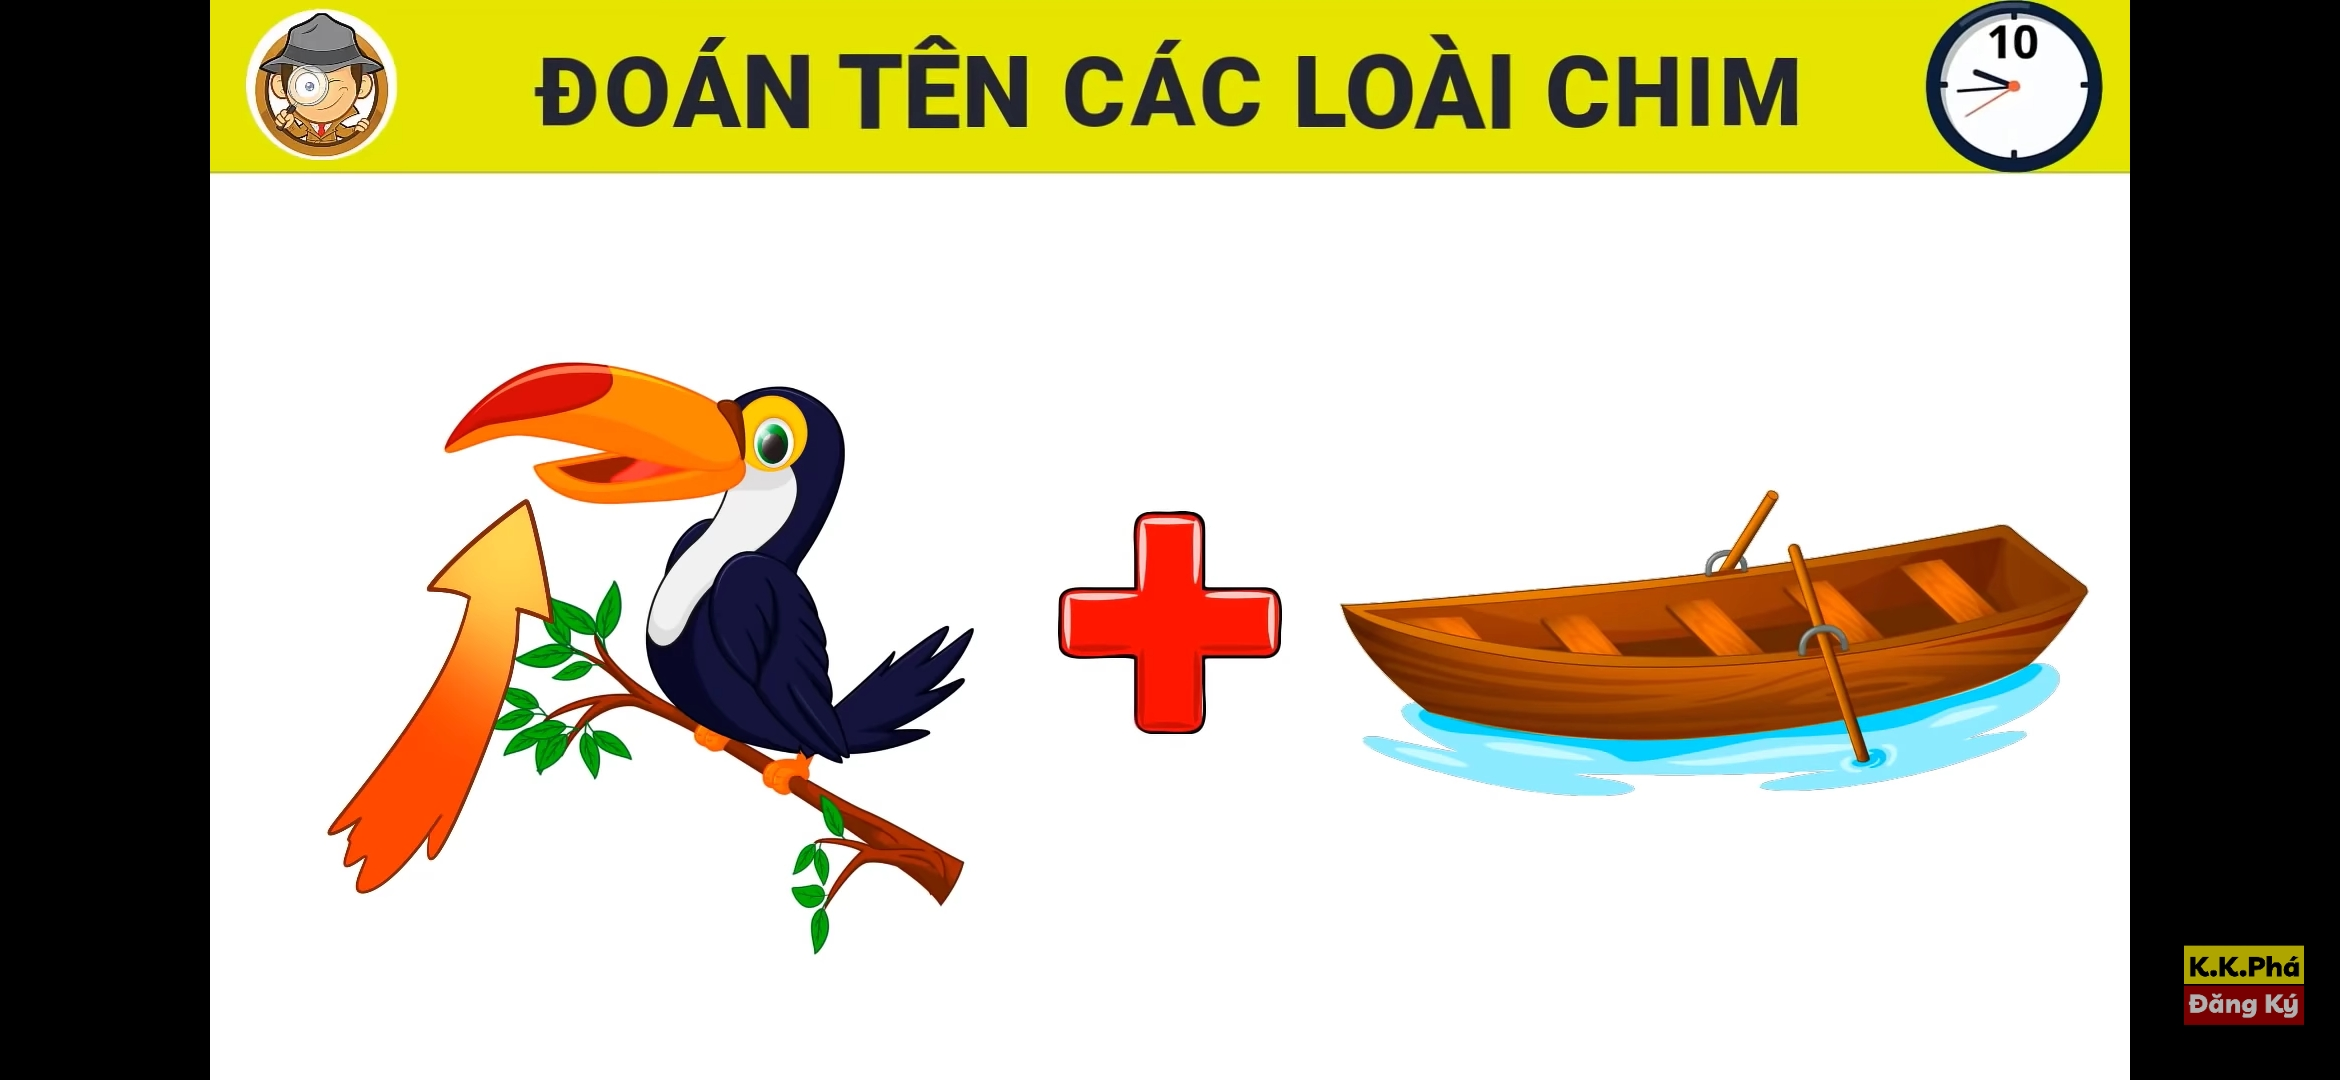 ĐOÁN TÊN CÁC LOÀI CHIM
10
K.K.Phá
Đăng Ký